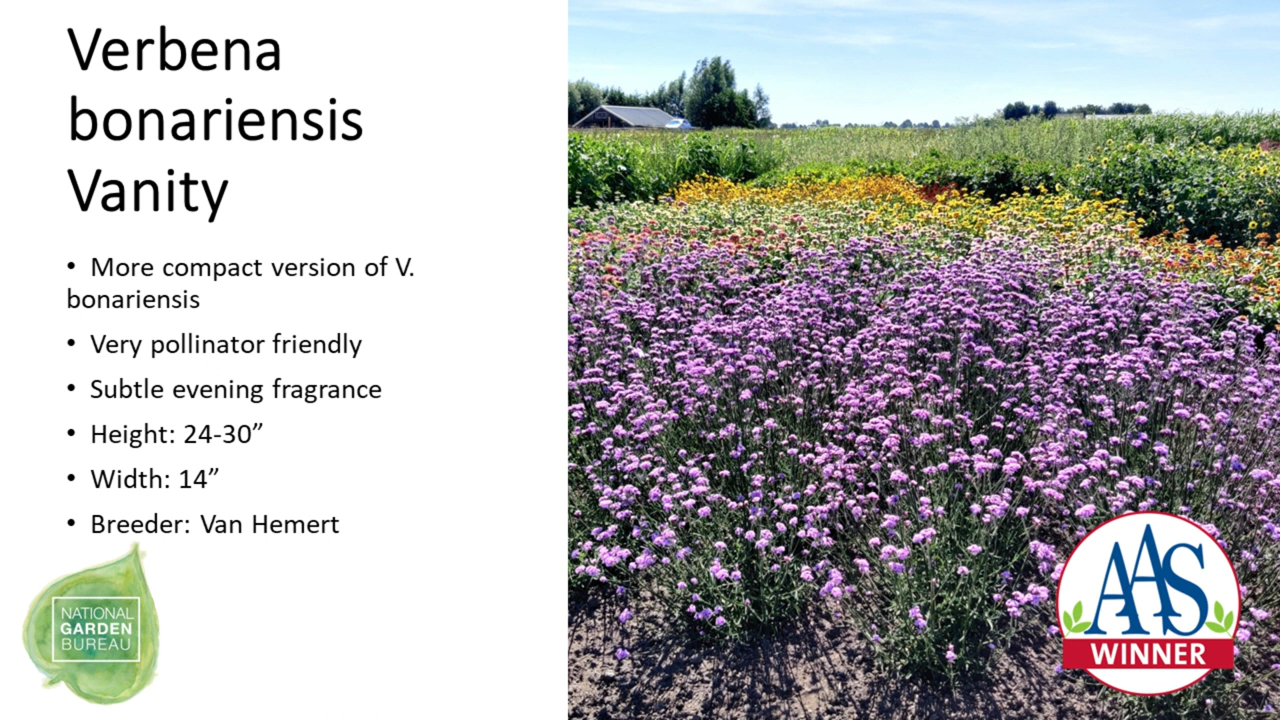 Verbena
bonariensis
Vanity
• More compact version of V.
bonariensis
• Very pollinator friendly
• Subtle evening fragrance
• Height: 24-30”
• Width: 14”
• Breeder: Van Hemert
NATIONAL
GARDEN
BUREAU
AAS
WINNER